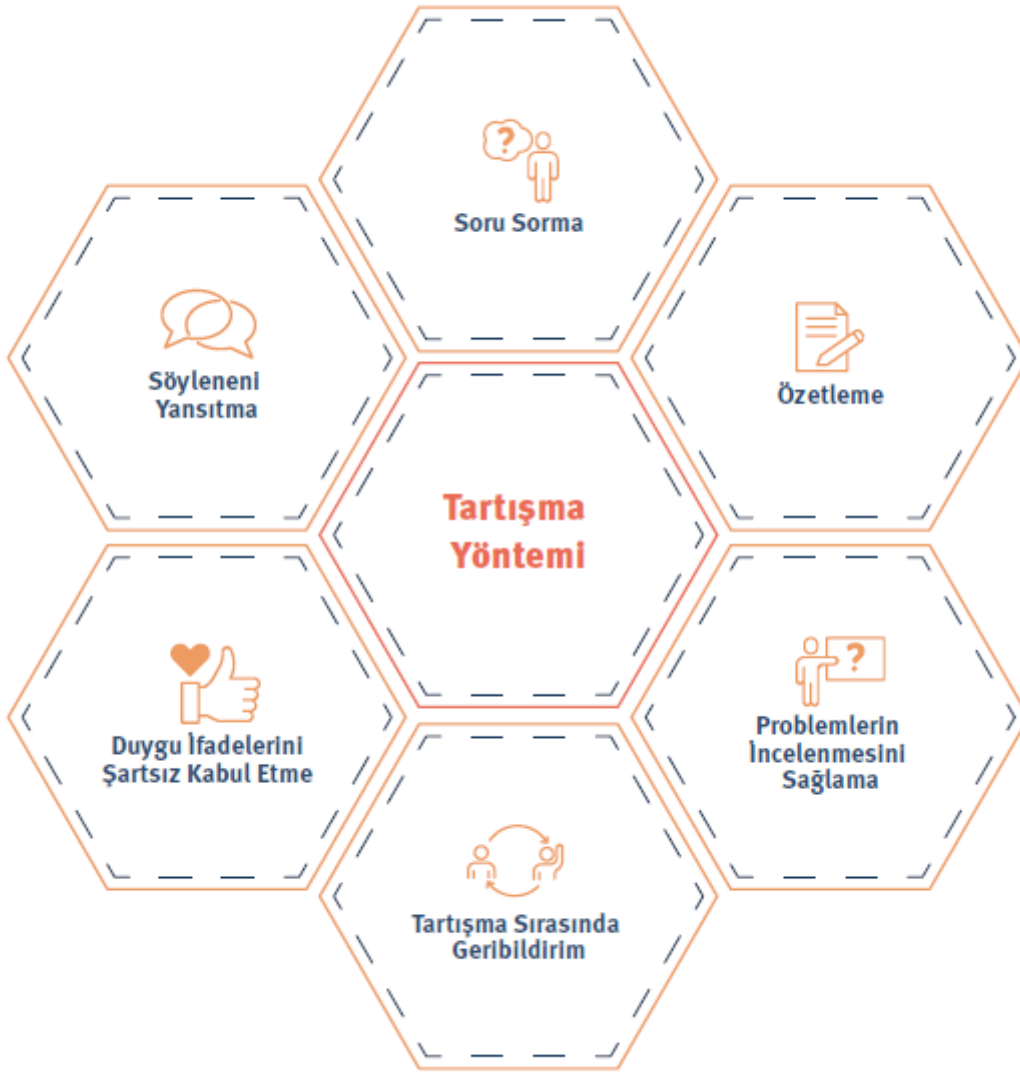 ?
Soru Sorma
Söyleneni
Yansıtma
Özetleme
Tartışma
Yöntemi
Duygu İfadelerini
Şartsız Kabul Etme
?
Problemlerin
İncelenmesini
Sağlama
Tartışma Sırasında
Geribildirim